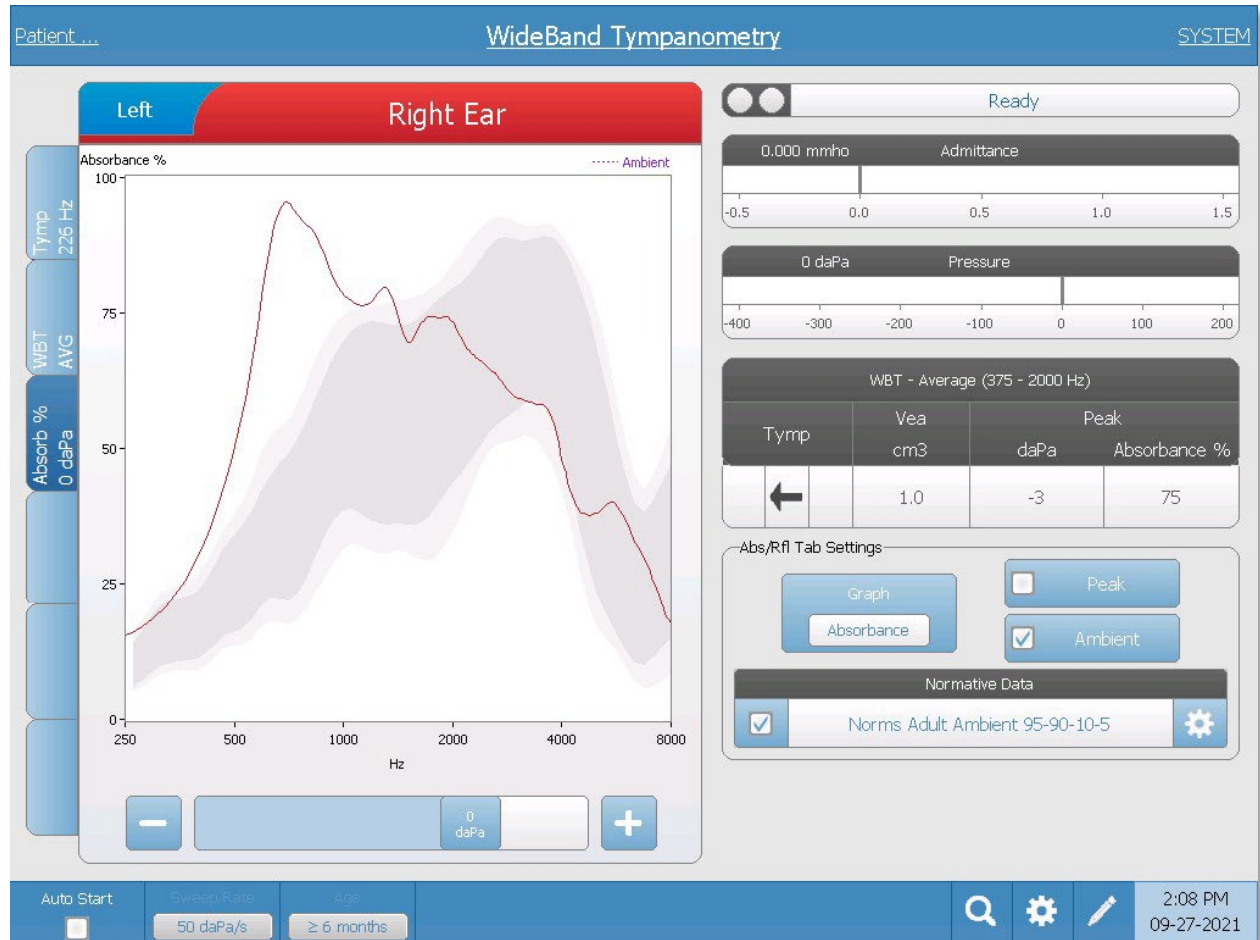 Patient ...
WideBand Tympanometry
SYSTEM
Left
Right Ear
Absorbance %
Ambient
100
75
50
25
0
250 500 1000 2000 4000 8000
Hz
0
daPa
Tymp
226 Hz
WBT
AVG
Absorb %
0 daPa
Ready
0.000 mmho Admittance
-0.5 0.0 0.5 1.0 1.5
0 daPa Pressure
-400 -300 -200 -100 0 100 200
WBT - Average (375 - 2000 Hz)
Tymp Vea Peak
cm3 daPa Absorbance %
1.0 -3 75
Abs/Rfl Tab Settings
Graph
Absorbance
Peak
Ambient
Normative Data
Norms Adult Ambient 95-90-10-5
Auto Start
Sweep Rate
50 daPa/s
Age
≥ 6 months
2:08 PM
09-27-2021